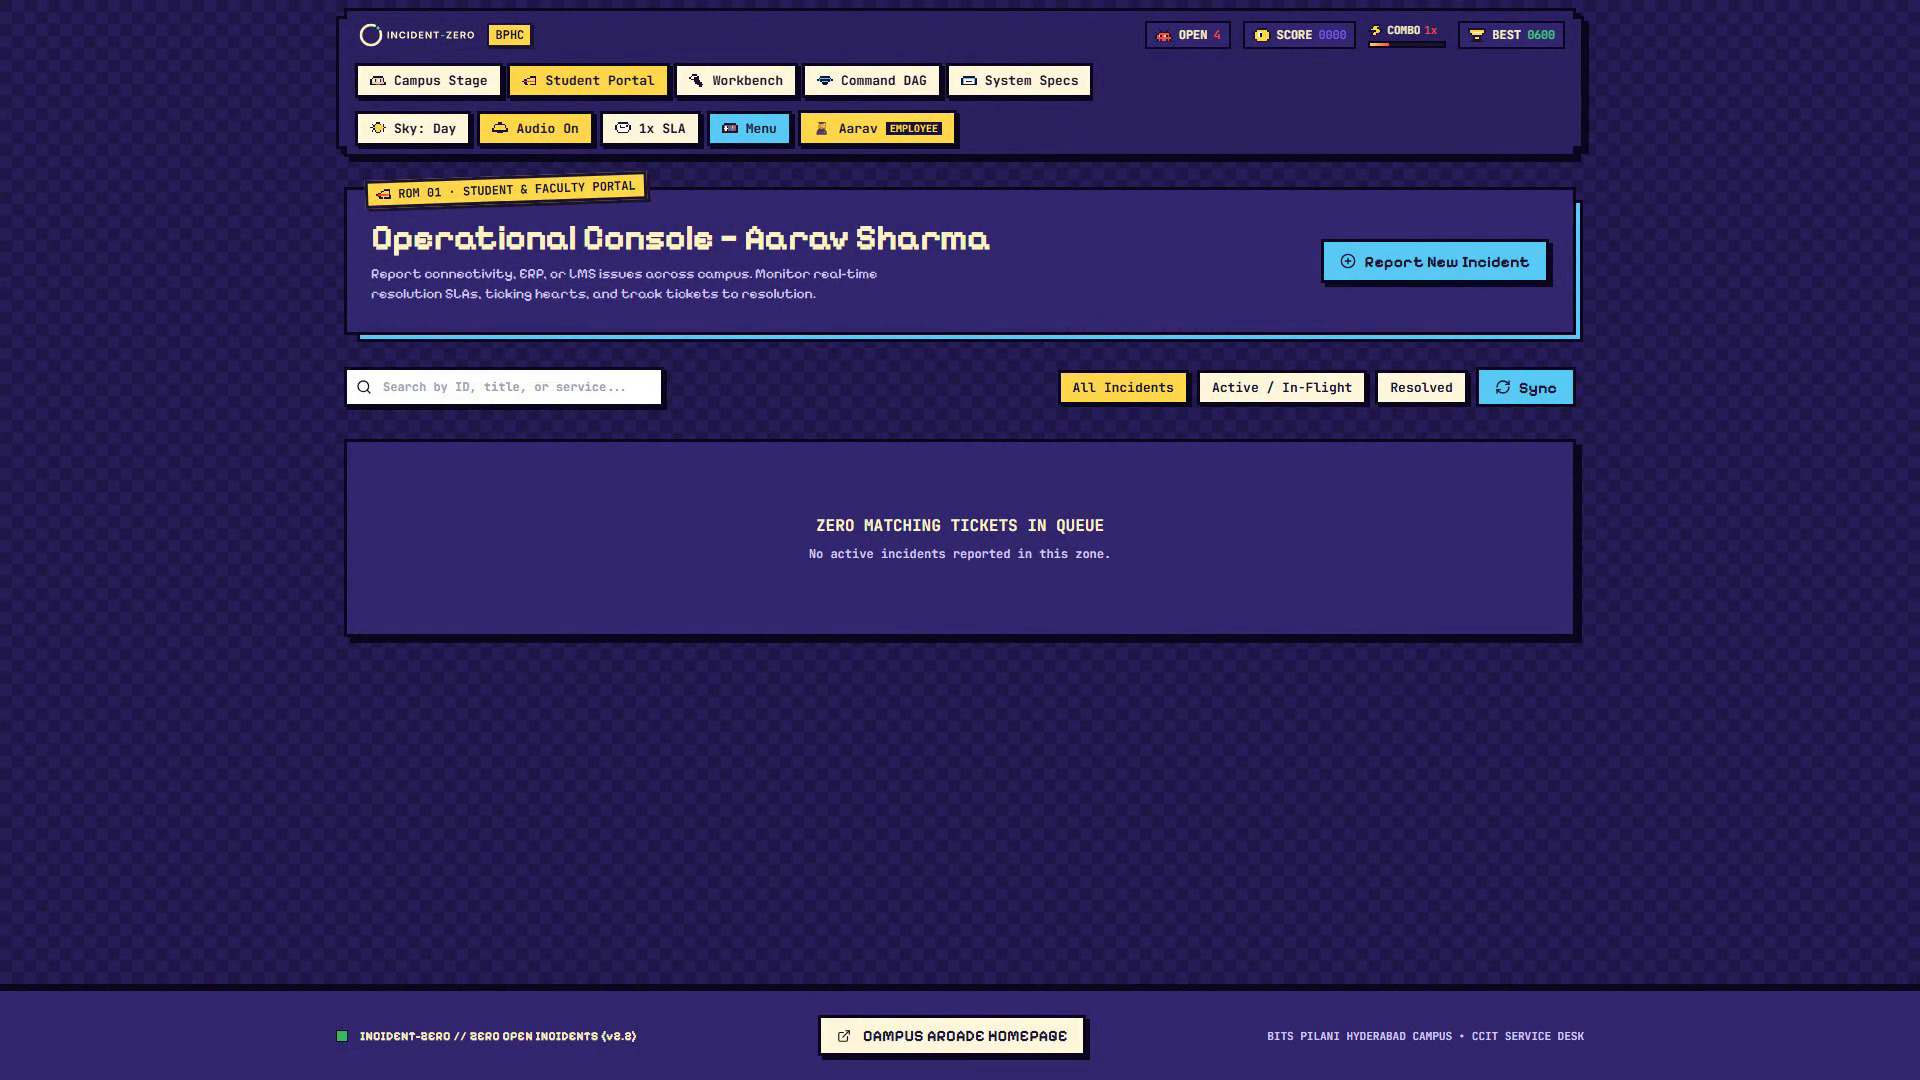 INCIDENT-ZERO BPHC OPEN 4 SCORE 0000 COMBO 1x BEST 0600
Campus Stage Student Portal Workbench Command DAG System Specs
Sky: Day Audio On 1x SLA Menu Aarav EMPLOYEE
ROM 01 · STUDENT & FACULTY PORTAL
Operational Console - Aarav Sharma
Report connectivity, ERP, or LMS issues across campus. Monitor real-time
resolution SLAs, ticking hearts, and track tickets to resolution.
Report New Incident
Search by ID, title, or service... All Incidents Active / In-Flight Resolved Sync
ZERO MATCHING TICKETS IN QUEUE
No active incidents reported in this zone.
INCIDENT-ZERO // ZERO OPEN INCIDENTS (v2.2) CAMPUS ARCADE HOMEPAGE BITS PILANI HYDERABAD CAMPUS • CCIT SERVICE DESK